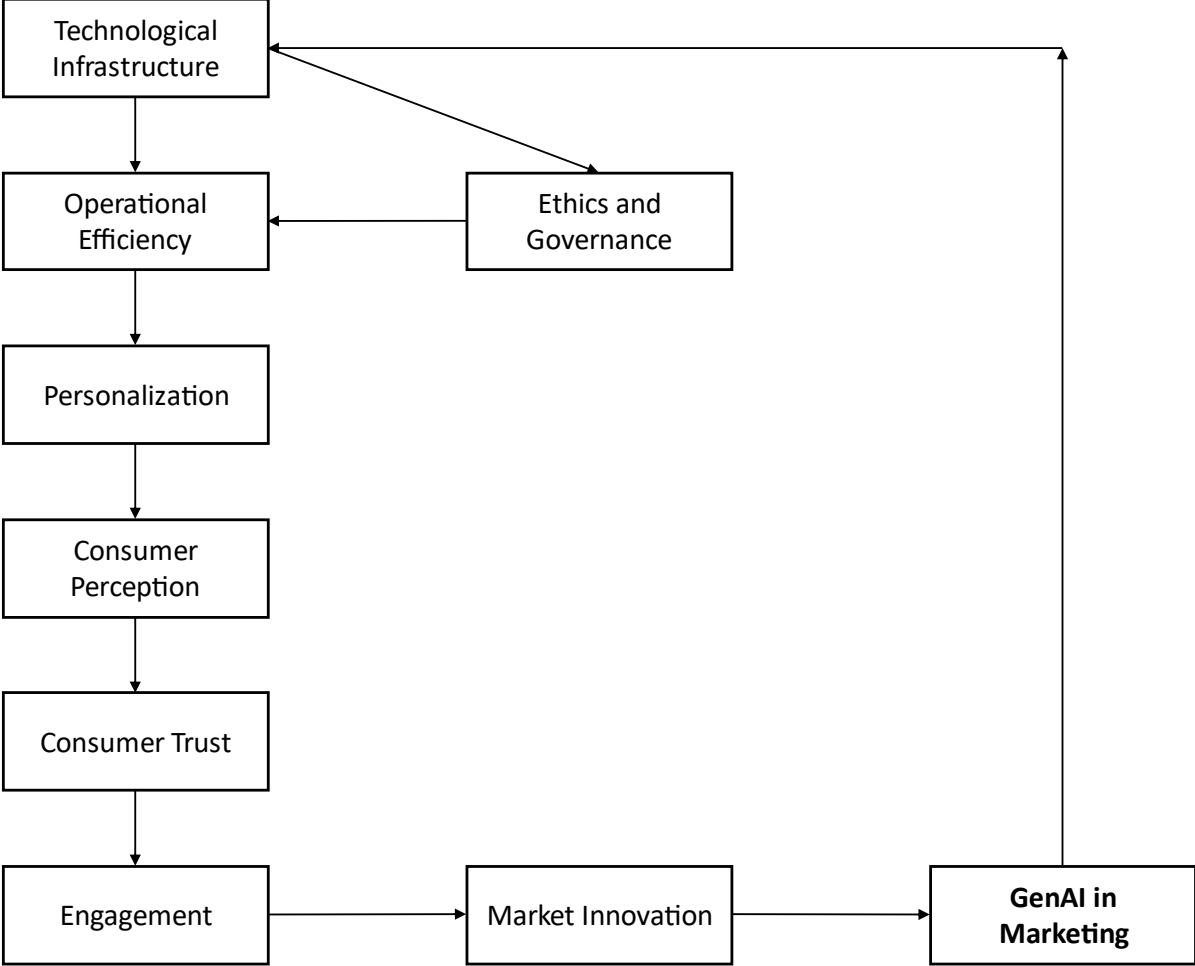 Technological
Infrastructure
Operational
Efficiency
Ethics and
Governance
Personalization
Consumer
Perception
Consumer Trust
Engagement
Market Innovation
GenAI in
Marketing